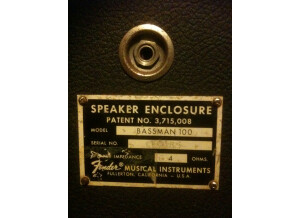 SPEAKER ENCLOSURE
PATENT NO. 3,715,008
MODEL BASSMAN 100
SERIAL NO.
IMPEDANCE 4 OHMS
Fender MUSICAL INSTRUMENTS
FULLERTON, CALIFORNIA - U.S.A.